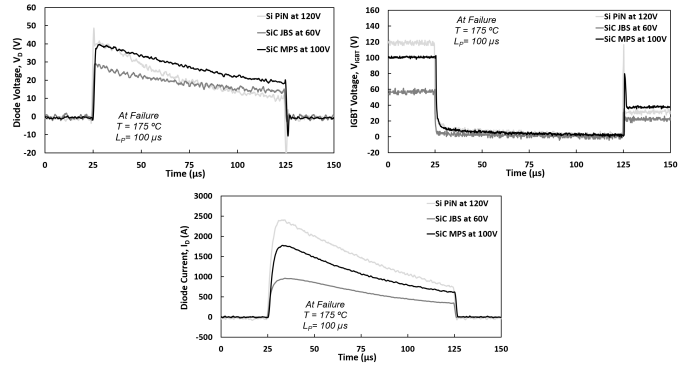 Diode Voltage, V_D (V)
60
50
40
30
20
10
0
-10
-20
0
25
50
75
100
125
150
Time (µs)
Si PiN at 120V
SiC JBS at 60V
SiC MPS at 100V
At Failure
T = 175 ºC
L_P= 100 µs
IGBT Voltage, V_IGBT (V)
160
140
120
100
80
60
40
20
0
-20
0
25
50
75
100
125
150
Time (µs)
At Failure
T = 175 ºC
L_P= 100 µs
Si PiN at 120V
SiC JBS at 60V
SiC MPS at 100V
Diode Current, I_D (A)
3000
2500
2000
1500
1000
500
0
-500
0
25
50
75
100
125
150
Time (µs)
Si PiN at 120V
SiC JBS at 60V
SiC MPS at 100V
At Failure
T = 175 ºC
L_P= 100 µs